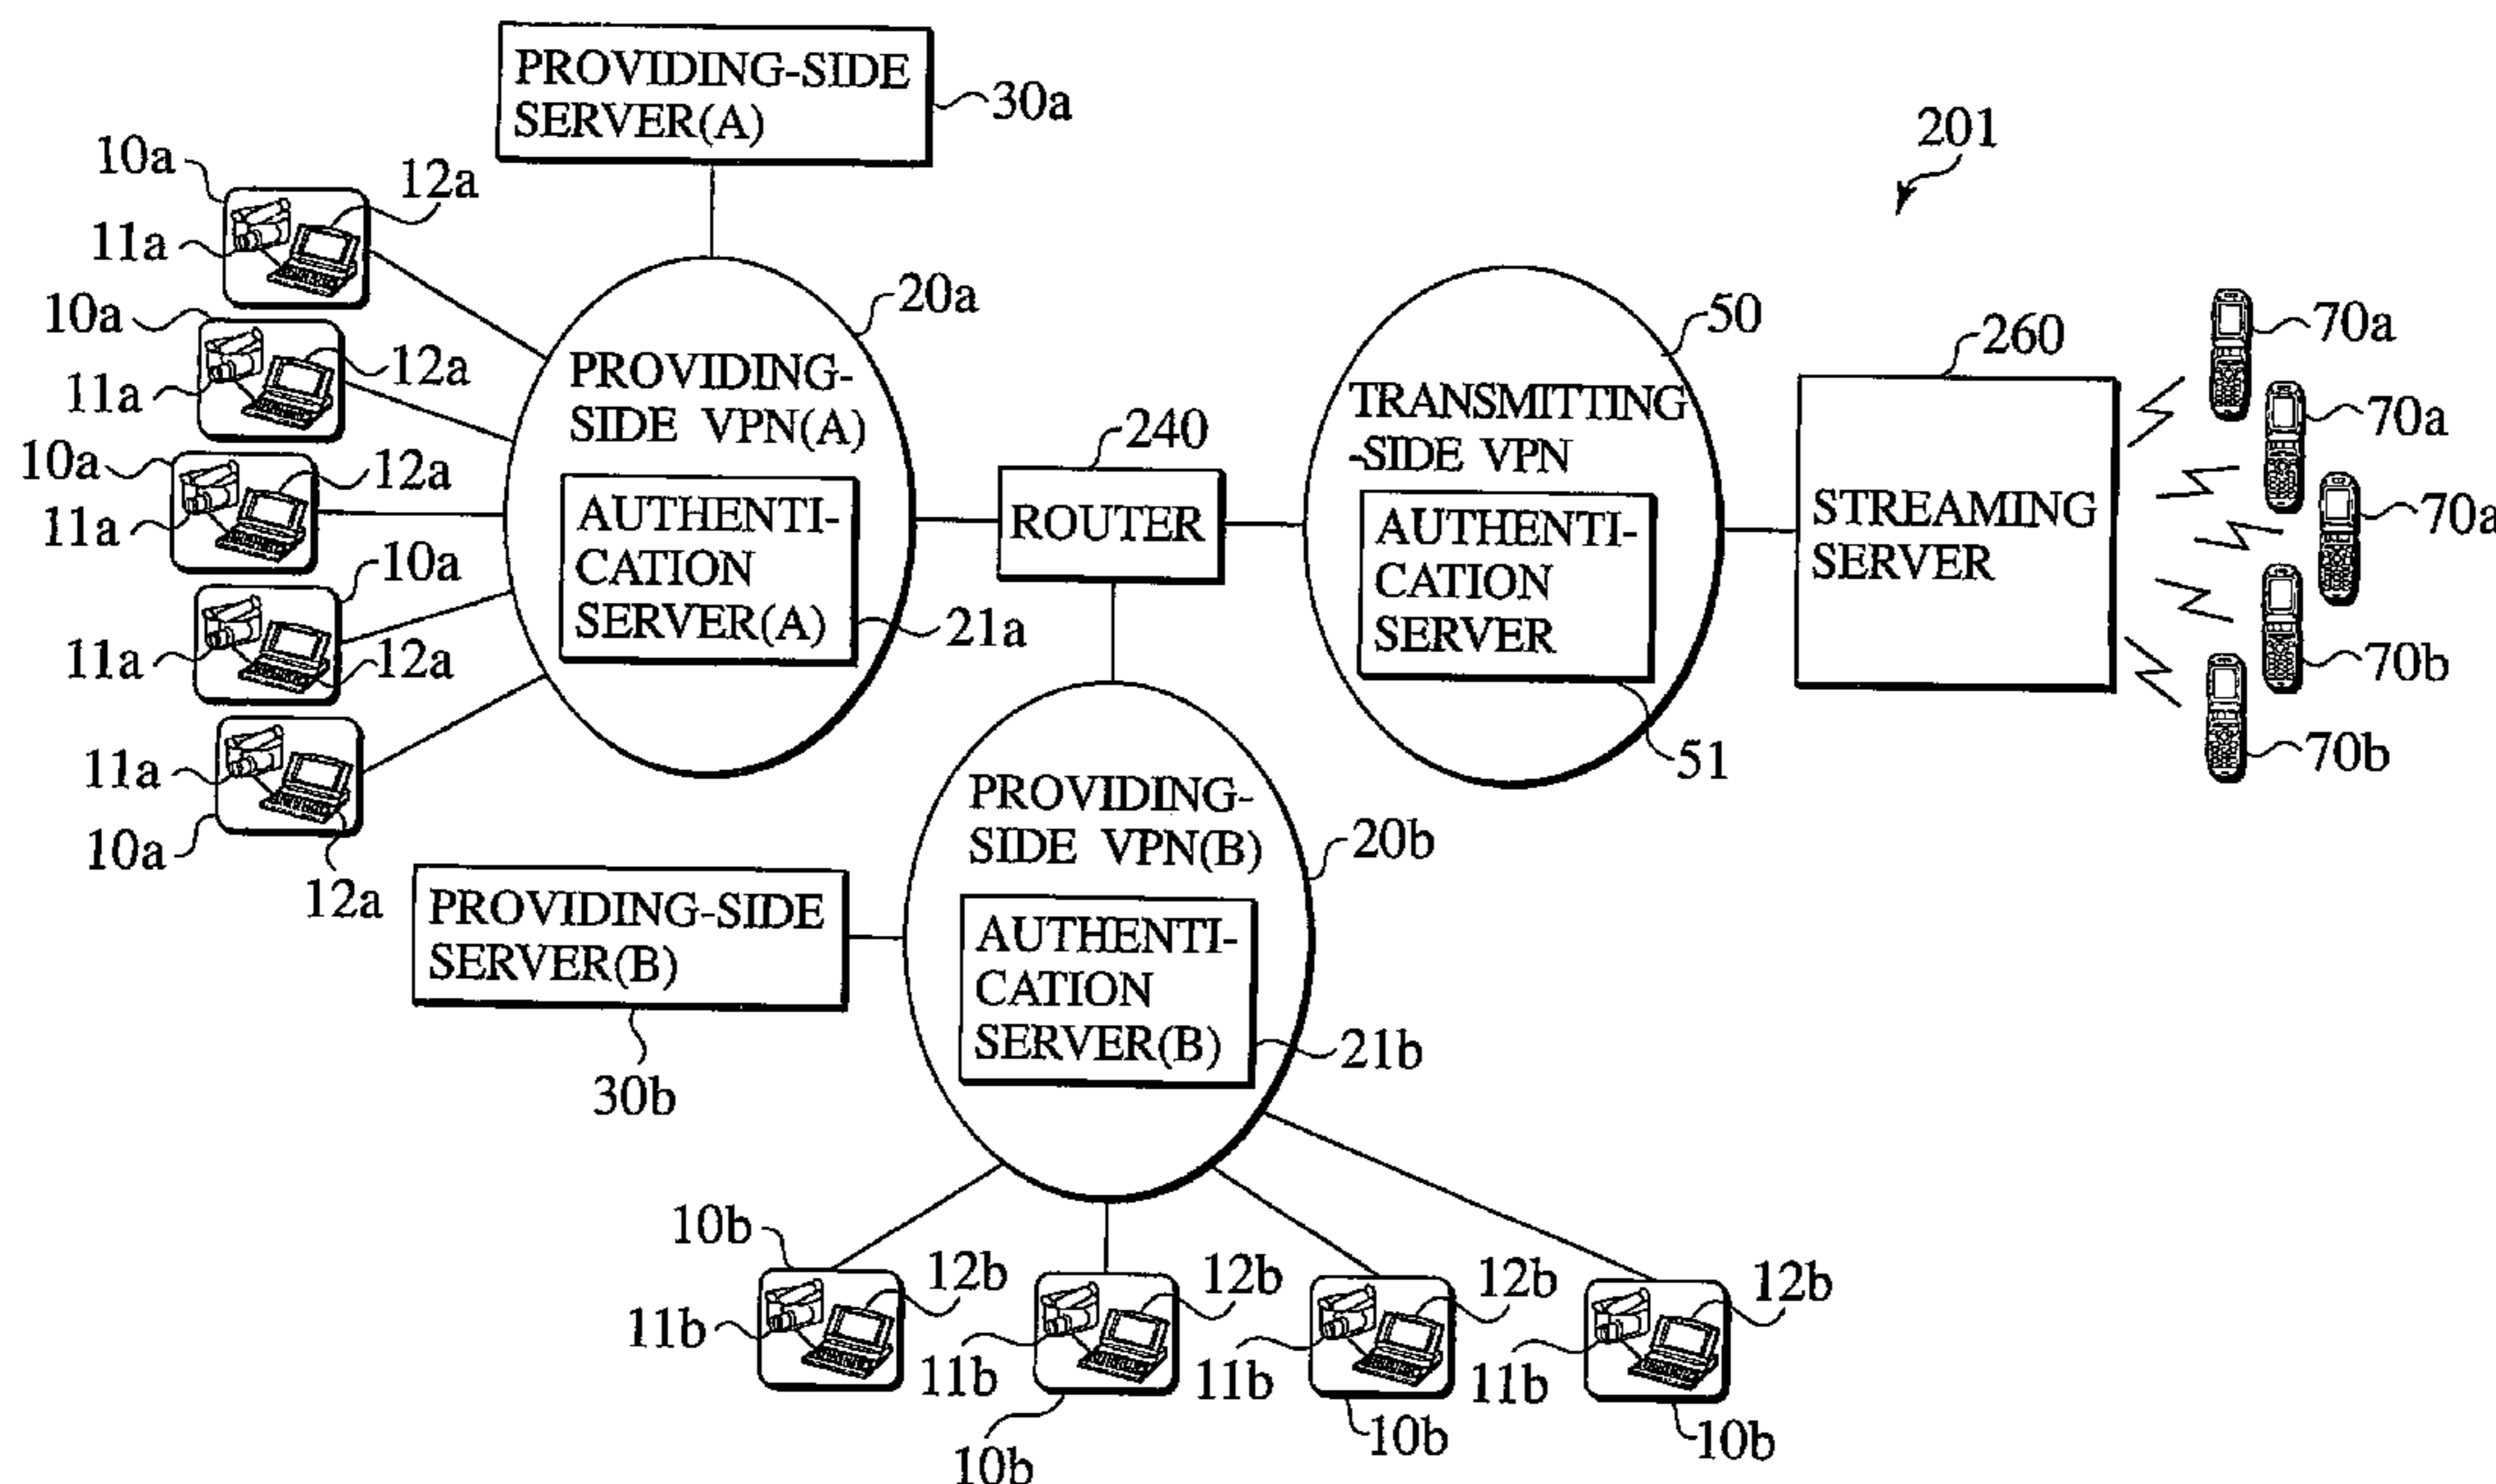 PROVIDING-SIDE
SERVER(A)
30a
201
10a
12a
11a
10a
12a
11a
10a
12a
11a
10a
11a
12a
11a
10a
12a
20a
PROVIDING-
SIDE VPN(A)
AUTHENTI-
CATION
SERVER(A)
21a
240
ROUTER
50
TRANSMITTING
-SIDE VPN
AUTHENTI-
CATION
SERVER
51
260
STREAMING
SERVER
70a
70a
70a
70b
70b
PROVIDING-
SIDE VPN(B)
20b
AUTHENTI-
CATION
SERVER(B)
21b
PROVIDING-SIDE
SERVER(B)
30b
10b
12b
11b
12b
11b
10b
12b
11b
10b
12b
11b
10b